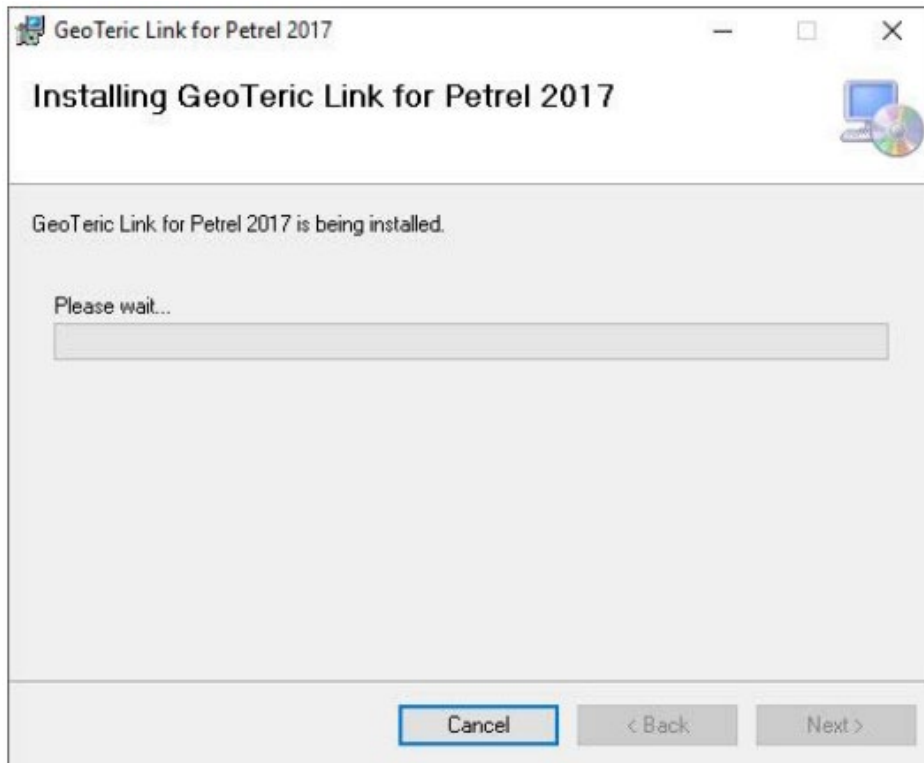 GeoTeric Link for Petrel 2017
Installing GeoTeric Link for Petrel 2017
GeoTeric Link for Petrel 2017 is being installed.
Please wait...
Cancel
< Back
Next >